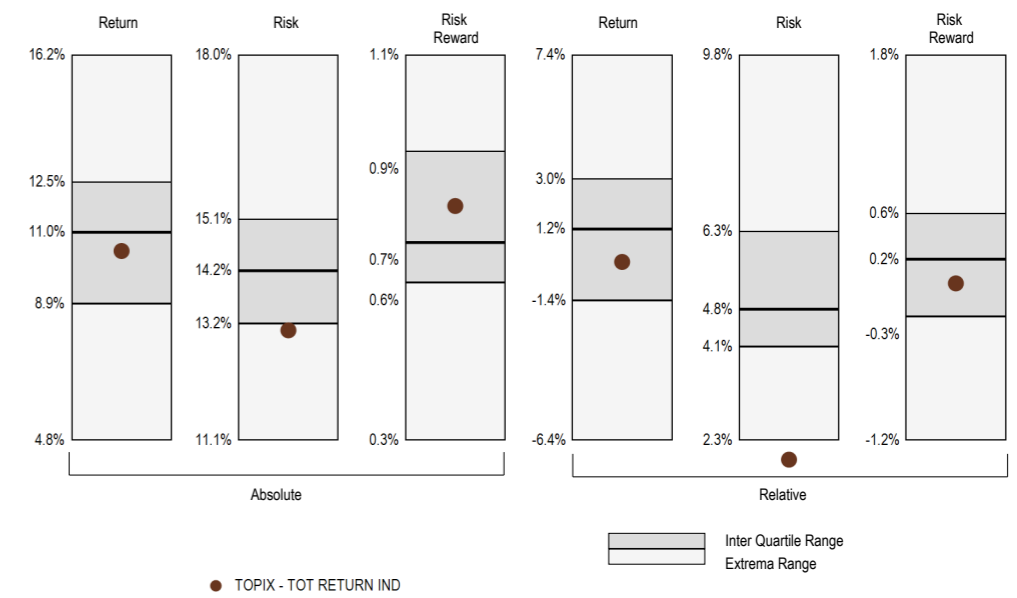 Return
Risk
Risk
Reward
Return
Risk
Risk
Reward
16.2%
18.0%
1.1%
7.4%
9.8%
1.8%
12.5%
15.1%
0.9%
3.0%
6.3%
0.6%
11.0%
14.2%
0.7%
1.2%
4.8%
0.2%
8.9%
13.2%
0.6%
-1.4%
4.1%
-0.3%
4.8%
11.1%
0.3%
-6.4%
2.3%
-1.2%
Absolute
Relative
Inter Quartile Range
Extrema Range
TOPIX - TOT RETURN IND